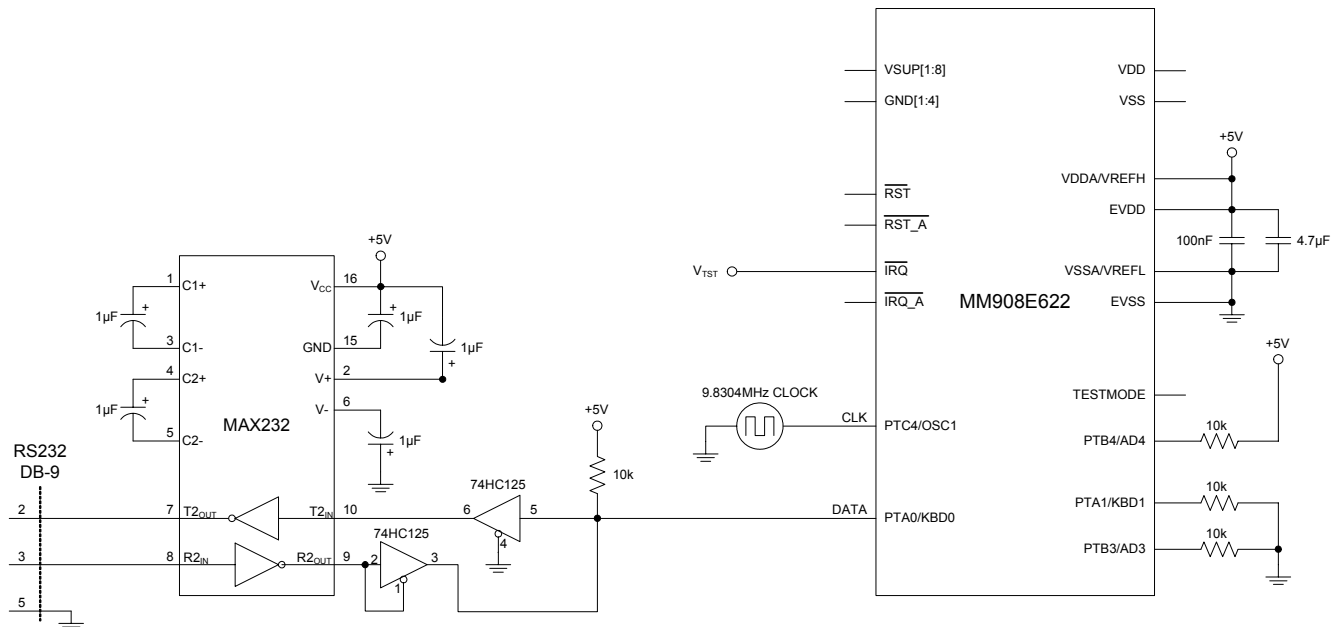 VSUP[1:8]
GND[1:4]
RST
RST_A
VTST
IRQ
IRQ_A
9.8304MHz CLOCK
CLK
PTC4/OSC1
DATA
PTA0/KBD0
MM908E622
VDD
VSS
+5V
VDDA/VREFH
EVDD
100nF
4.7µF
VSSA/VREFL
EVSS
+5V
TESTMODE
10k
PTB4/AD4
10k
PTA1/KBD1
10k
PTB3/AD3
+5V
1 C1+
VCC 16
+
1µF
+
1µF
3 C1-
GND 15
1µF
+
4 C2+
V+ 2
+
1µF
V- 6
MAX232
1µF
+
5 C2-
RS232
DB-9
+5V
10k
74HC125
2
7 T2OUT
T2IN 10
6
5
4
74HC125
3
8 R2IN
R2OUT 9
2
3
1
5